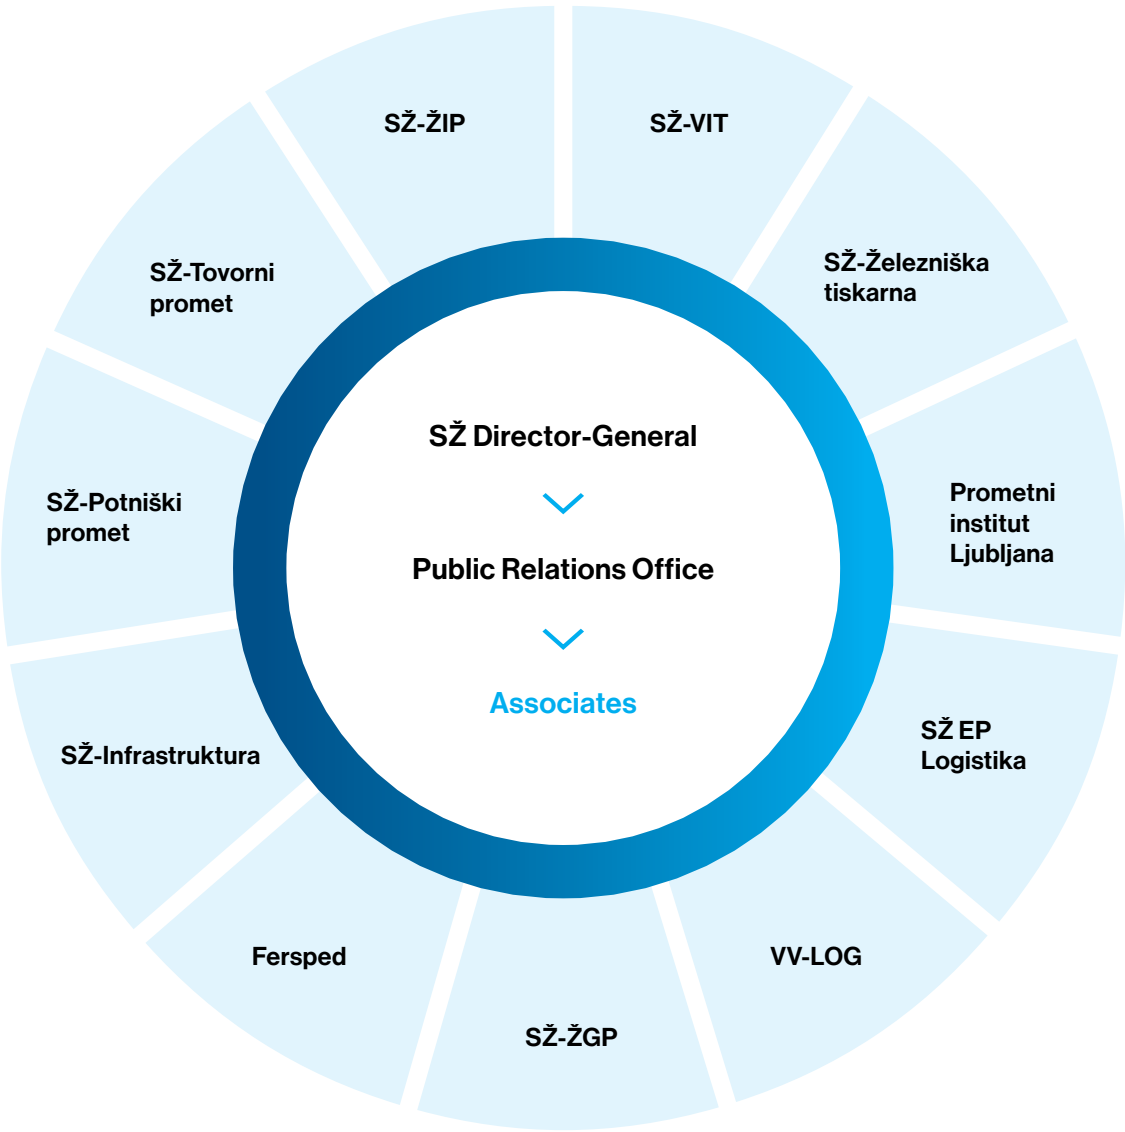 SŽ-ŽIP
SŽ-VIT
SŽ-Tovorni
promet
SŽ-Železniška
tiskarna
SŽ Director-General
SŽ-Potniški
promet
Prometni
institut
Ljubljana
Public Relations Office
Associates
SŽ-Infrastruktura
SŽ EP
Logistika
Fersped
VV-LOG
SŽ-ŽGP